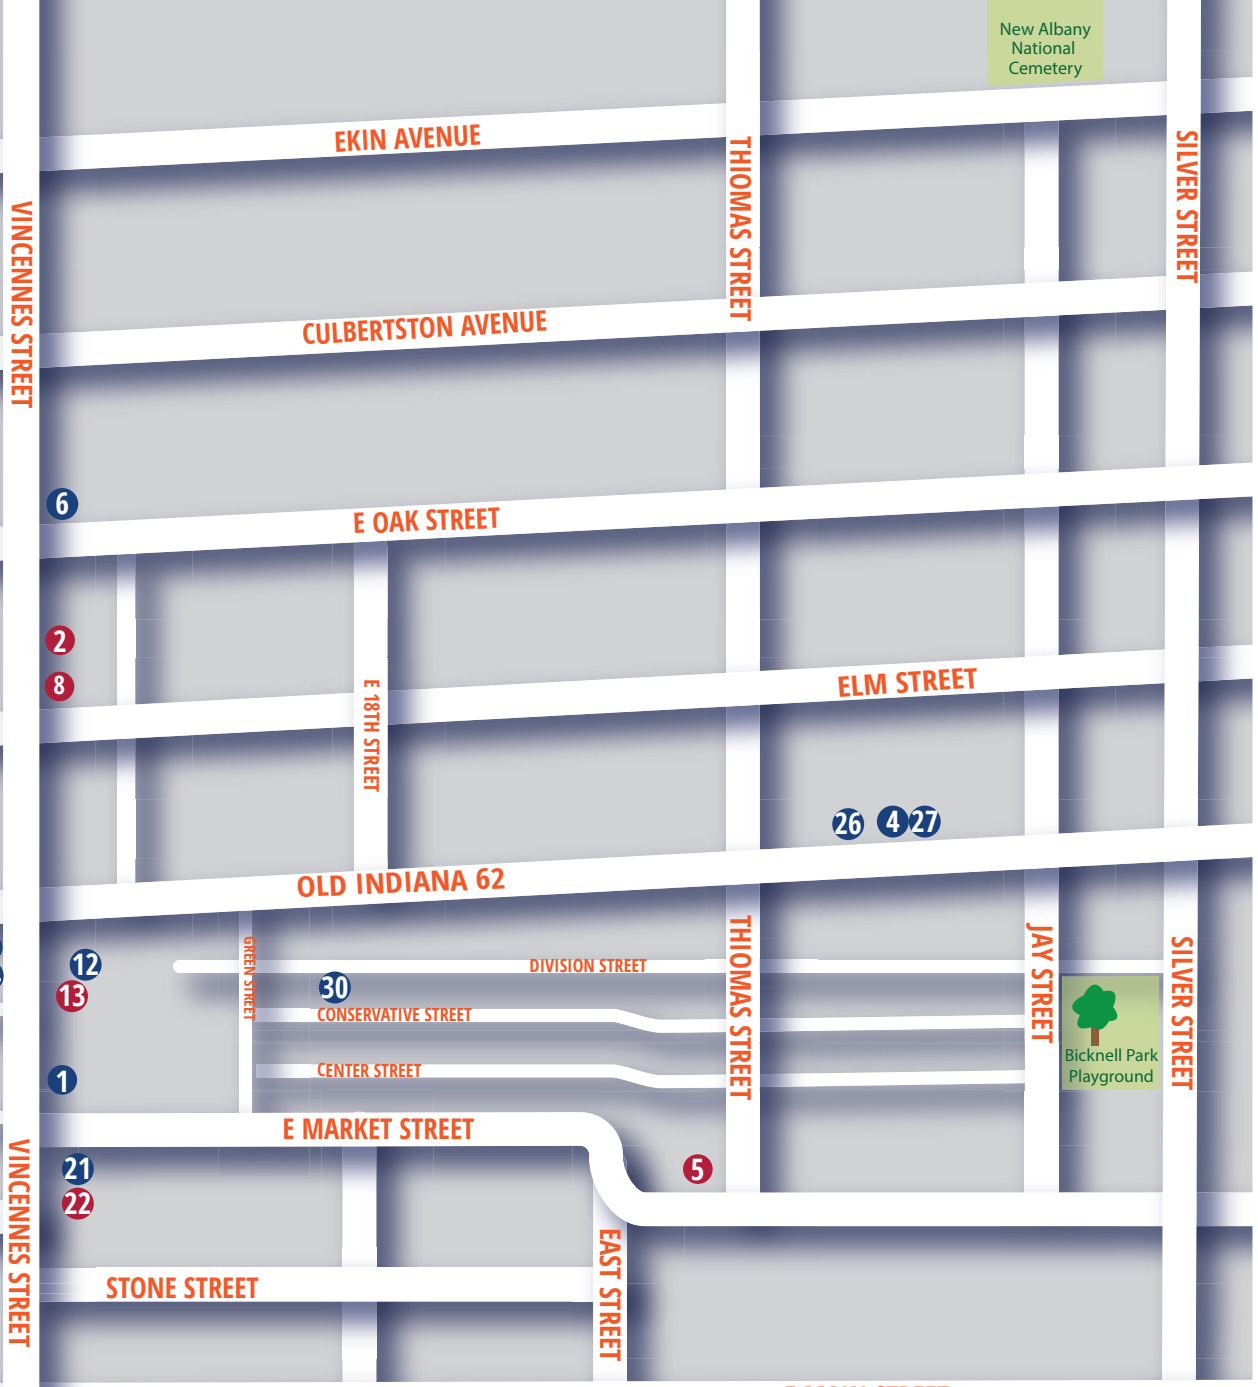 New Albany
National
Cemetery
EKIN AVENUE
THIOMAS STREET
SILVER STREET
VINCENNES STREET
CULBERTSTON AVENUE
6
E OAK STREET
2
8
E 18TH STREET
ELM STREET
26
4
27
OLD INDIANA 62
12
13
GREEN STREET
DIVISION STREET
30
CONSERVATIVE STREET
THIOMAS STREET
JAY STREET
SILVER STREET
Bicknell Park
Playground
CENTER STREET
1
E MARKET STREET
21
22
5
VINCENNES STREET
EAST STREET
STONE STREET